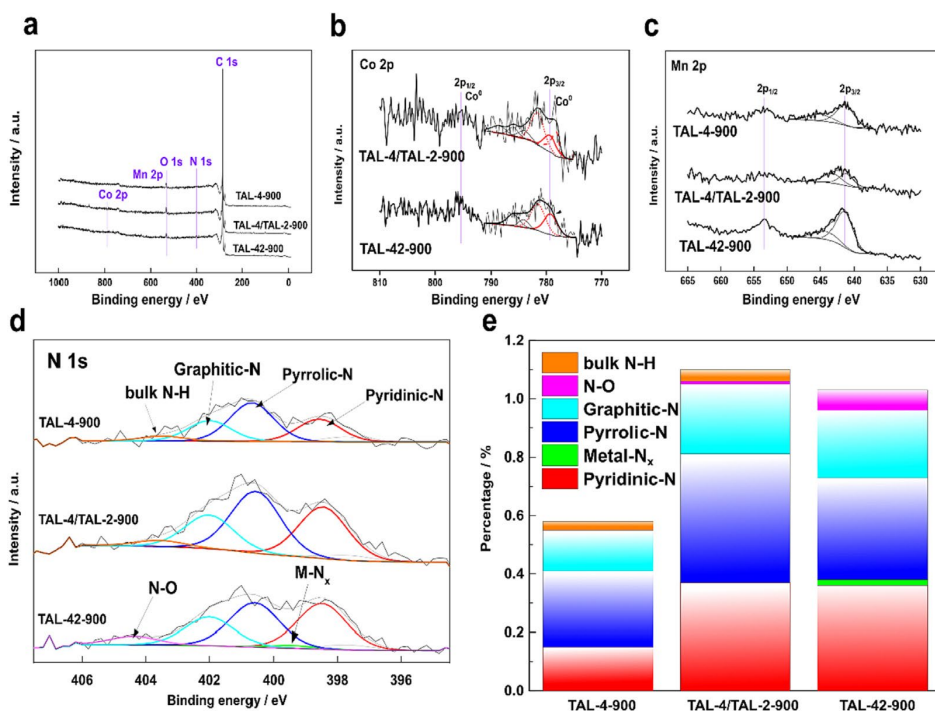 a
C 1s
O 1s
N 1s
Mn 2p
Co 2p
TAL-4-900
TAL-4/TAL-2-900
TAL-42-900
Intensity / a.u.
1000
800
600
400
200
0
Binding energy / eV
b
Co 2p
2p1/2
Co0
2p3/2
Co0
TAL-4/TAL-2-900
TAL-42-900
Intensity / a.u.
810
800
790
780
770
Binding energy / eV
c
Mn 2p
2p1/2
2p3/2
TAL-4-900
TAL-4/TAL-2-900
TAL-42-900
Intensity / a.u.
665
660
655
650
645
640
635
630
Binding energy / eV
d
N 1s
Graphitic-N
bulk N-H
Pyrrolic-N
Pyridinic-N
TAL-4-900
TAL-4/TAL-2-900
N-O
M-Nx
TAL-42-900
Intensity / a.u.
406
404
402
400
398
396
Binding energy / eV
e
1.2
1.0
0.8
0.6
0.4
0.2
0.0
Percentage / %
bulk N-H
N-O
Graphitic-N
Pyrrolic-N
Metal-Nx
Pyridinic-N
TAL-4-900
TAL-4/TAL-2-900
TAL-42-900